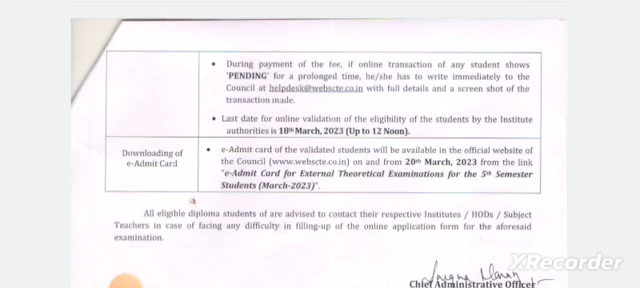 • During payment of the fee, if online transaction of any student shows
'PENDING' for a prolonged time, he/she has to write immediately to the
Council at helpdesk@webscte.co.in with full details and a screen shot of the
transaction made.
• Last date for online validation of the eligibility of the students by the Institute
authorities is 18th March, 2023 (Up to 12 Noon).
Downloading of
e-Admit Card
• e-Admit card of the validated students will be available in the official website of
the Council (www.webscte.co.in) on and from 20th March, 2023 from the link
"e-Admit Card for External Theoretical Examinations for the 5th Semester
Students (March-2023)".
All eligible diploma students of are advised to contact their respective Institutes / HODs / Subject
Teachers in case of facing any difficulty in filling-up of the online application form for the aforesaid
examination.
Chief Administrative Officer
XRecorder